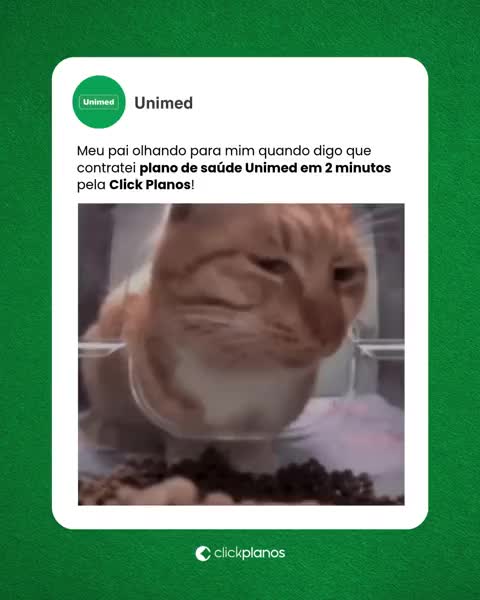 Unimed
Unimed
Meu pai olhando para mim quando digo que
contratei plano de saúde Unimed em 2 minutos
pela Click Planos!
clickplanos